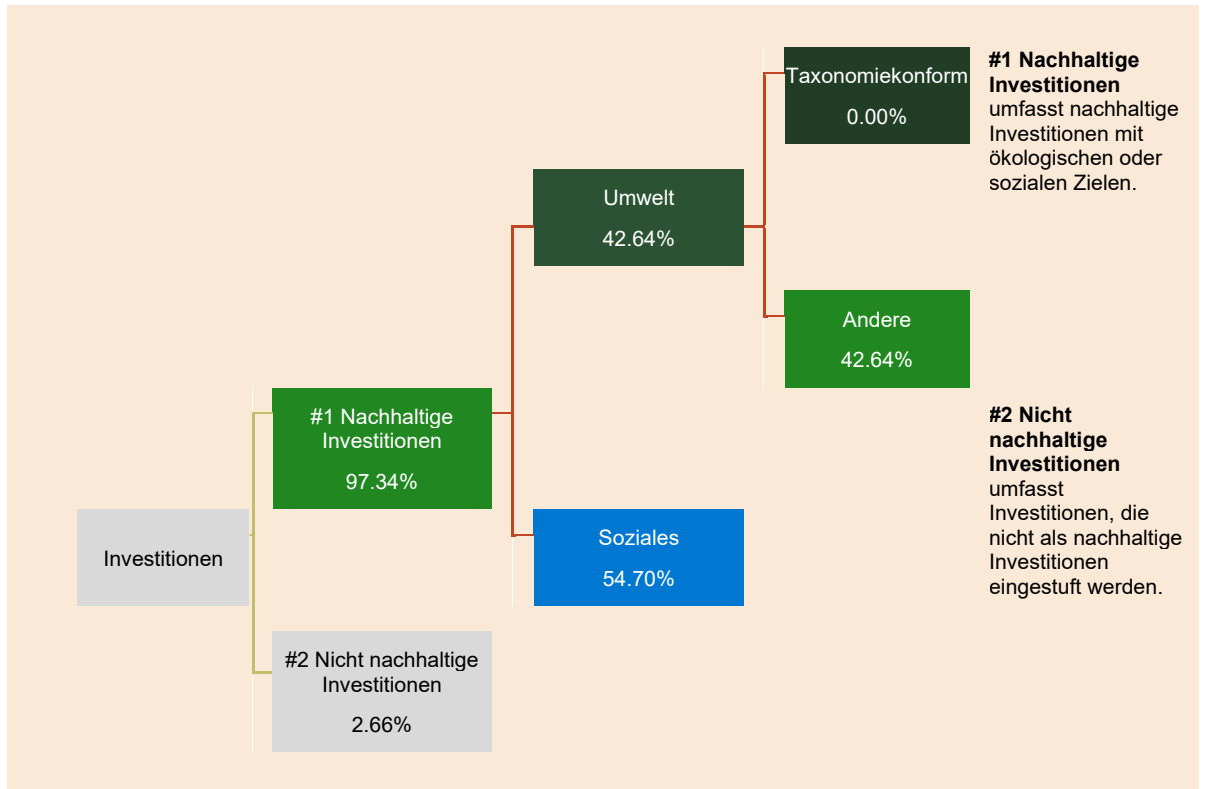 Taxonomiekonform
0.00%
Umwelt
42.64%
Andere
42.64%
#1 Nachhaltige
Investitionen
97.34%
Soziales
54.70%
Investitionen
#2 Nicht nachhaltige
Investitionen
2.66%
#1 Nachhaltige
Investitionen
umfasst nachhaltige
Investitionen mit
ökologischen oder
sozialen Zielen.
#2 Nicht
nachhaltige
Investitionen
umfasst
Investitionen, die
nicht als nachhaltige
Investitionen
eingestuft werden.